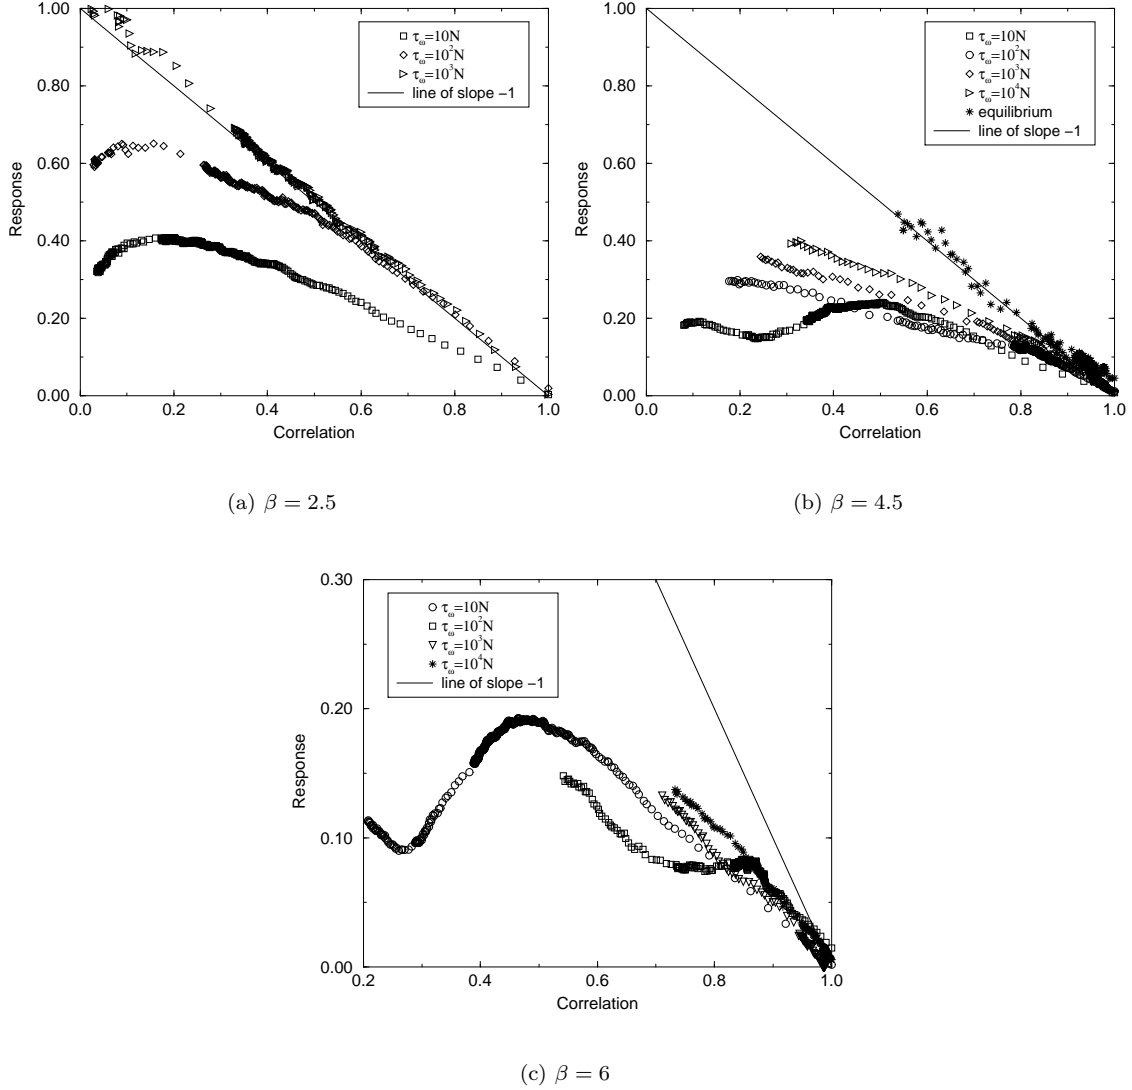 1.00
0.80
0.60
0.40
0.20
0.00
Response
0.0
0.2
0.4
0.6
0.8
1.0
Correlation
τω=10N
τω=10²N
τω=10³N
line of slope -1
(a) β = 2.5
1.00
0.80
0.60
0.40
0.20
0.00
Response
0.0
0.2
0.4
0.6
0.8
1.0
Correlation
τω=10N
τω=10²N
τω=10³N
τω=10⁴N
equilibrium
line of slope -1
(b) β = 4.5
0.30
0.20
0.10
0.00
Response
0.2
0.4
0.6
0.8
1.0
Correlation
τω=10N
τω=10²N
τω=10³N
τω=10⁴N
line of slope -1
(c) β = 6